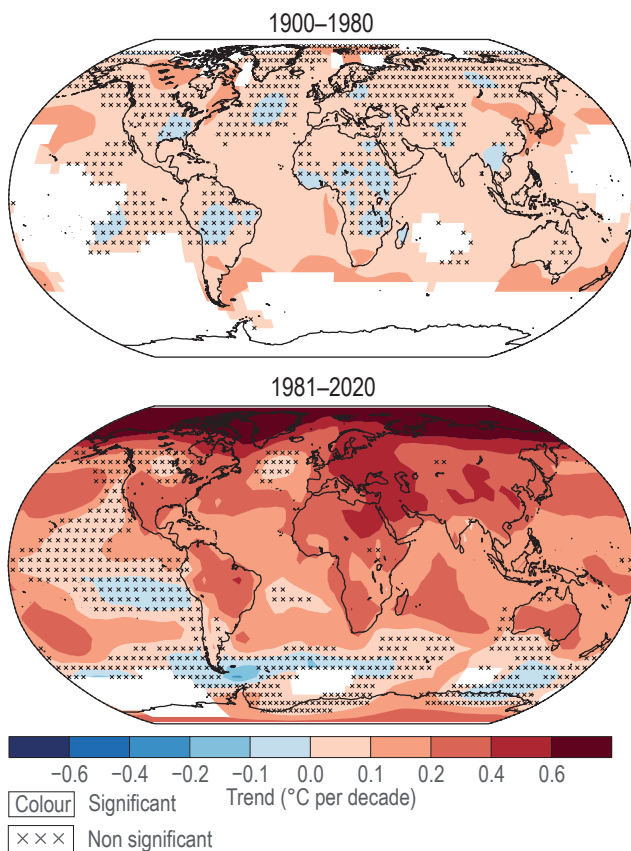 1900–1980
1981–2020
−0.6 −0.4 −0.2 −0.1 0.0 0.1 0.2 0.4 0.6
Trend (°C per decade)
Colour Significant
××× Non significant